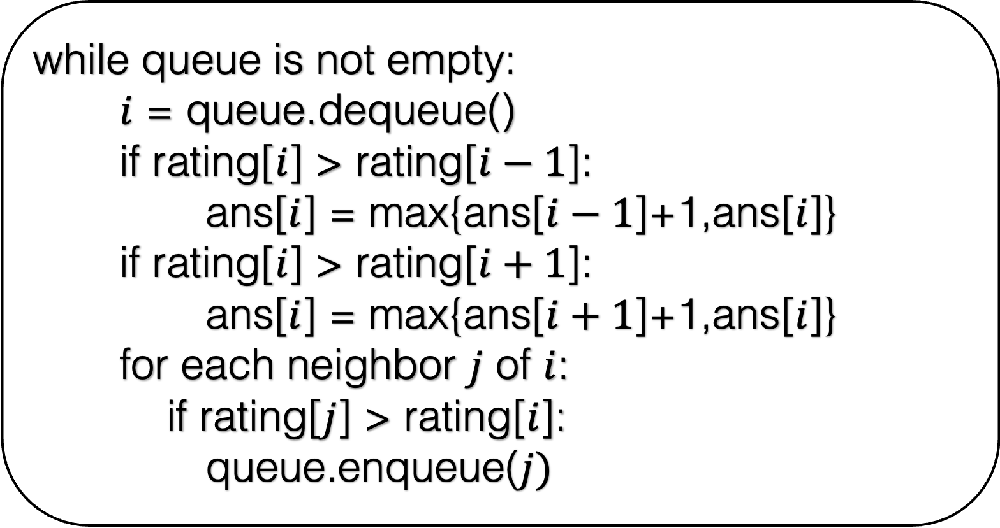 while queue is not empty:
i = queue.dequeue()
if rating[i] > rating[i − 1]:
ans[i] = max{ans[i − 1]+1,ans[i]}
if rating[i] > rating[i + 1]:
ans[i] = max{ans[i + 1]+1,ans[i]}
for each neighbor j of i:
if rating[j] > rating[i]:
queue.enqueue(j)